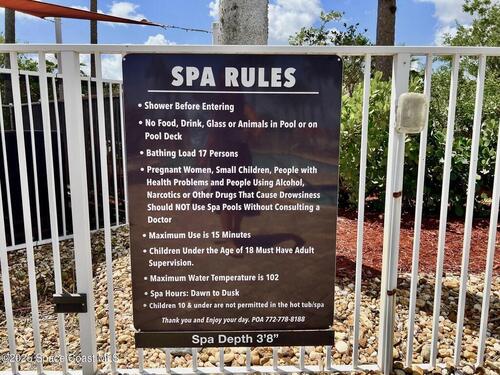 SPA RULES
• Shower Before Entering
• No Food, Drink, Glass or Animals in Pool or on
Pool Deck
• Bathing Load 17 Persons
• Pregnant Women, Small Children, People with
Health Problems and People Using Alcohol,
Narcotics or Other Drugs That Cause Drowsiness
Should NOT Use Spa Pools Without Consulting a
Doctor
• Maximum Use is 15 Minutes
• Children Under the Age of 18 Must Have Adult
Supervision.
• Maximum Water Temperature is 102
• Spa Hours: Dawn to Dusk
• Children 10 & under are not permitted in the hot tub/spa
Thank you and Enjoy your day. POA 772-778-8188
Spa Depth 3'8"
©2025 Space Coast MLS